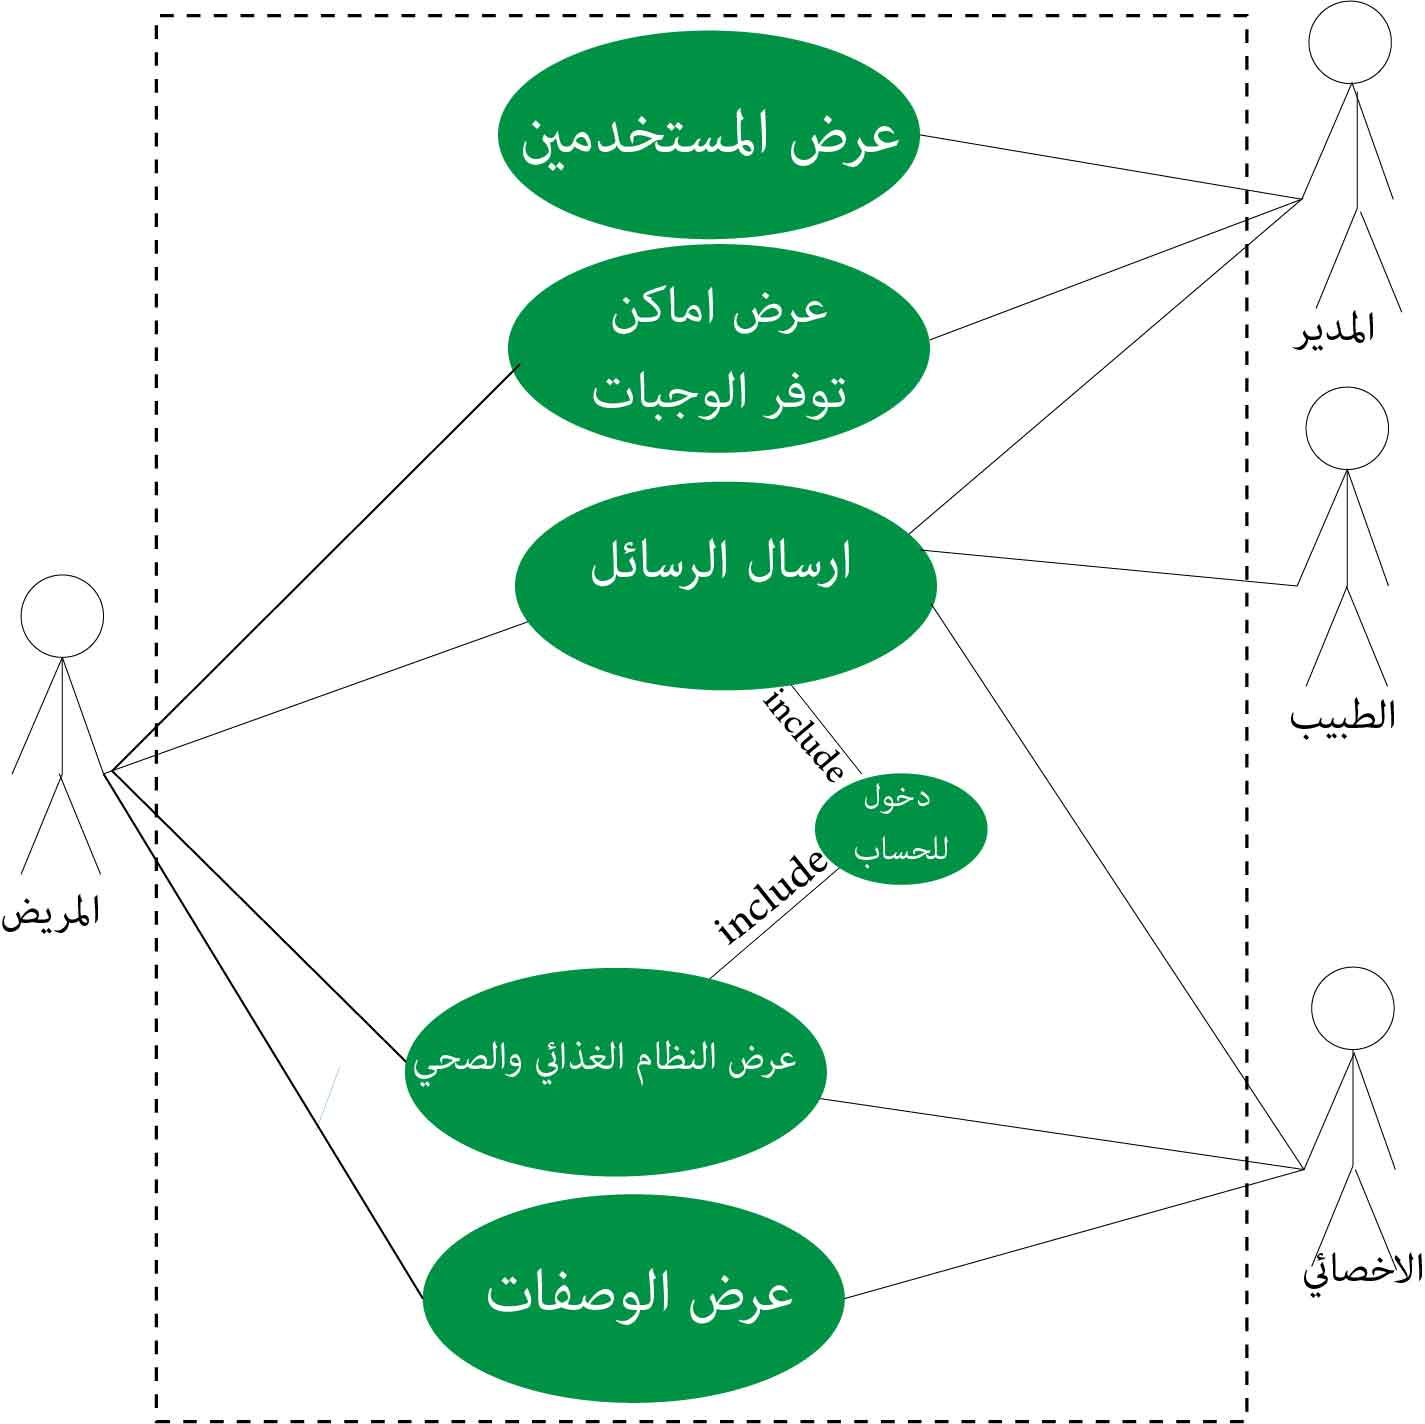 عرض المستخدمين
عرض اماكن
توفر الوجبات
المدير
ارسال الرسائل
الطبيب
include
دخول
للحساب
include
المريض
عرض النظام الغذائي والصحي
الاخصائي
عرض الوصفات